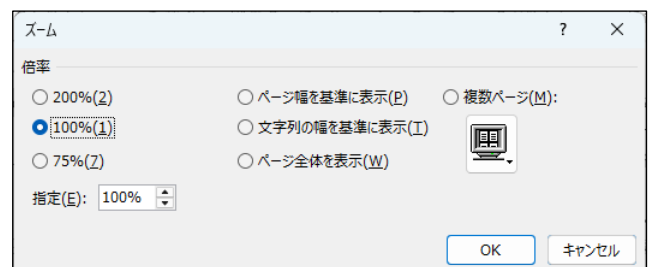 ズーム ?
倍率
200%(2) ページ幅を基準に表示(P) 複数ページ(M):
100%(1) 文字列の幅を基準に表示(T)
75%(7) ページ全体を表示(W)
指定(E): 100%
OK キャンセル